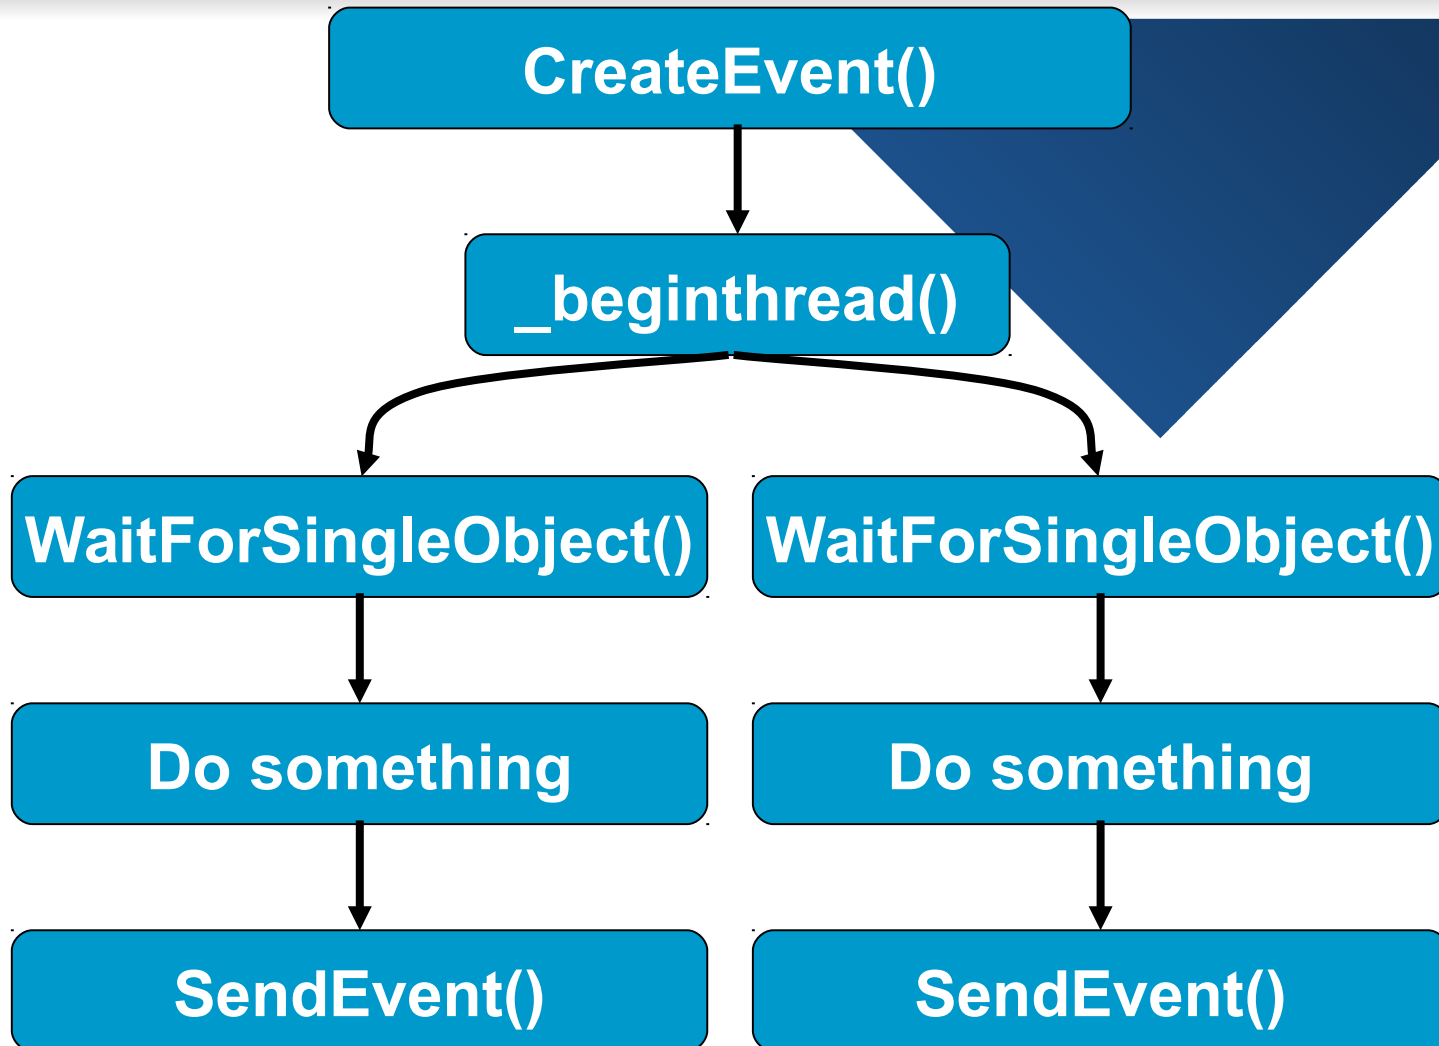 CreateEvent()
_beginthread()
WaitForSingleObject() WaitForSingleObject()
Do something Do something
SendEvent() SendEvent()